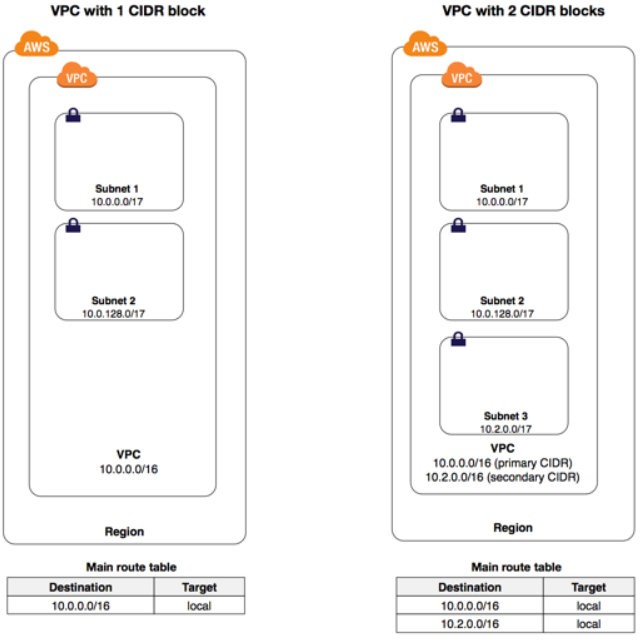 VPC with 1 CIDR block
AWS
VPC
Subnet 1
10.0.0.0/17
Subnet 2
10.0.128.0/17
VPC
10.0.0.0/16
Region
Main route table
Destination Target
10.0.0.0/16 local
VPC with 2 CIDR blocks
AWS
VPC
Subnet 1
10.0.0.0/17
Subnet 2
10.0.128.0/17
Subnet 3
10.2.0.0/17
VPC
10.0.0.0/16 (primary CIDR)
10.2.0.0/16 (secondary CIDR)
Region
Main route table
Destination Target
10.0.0.0/16 local
10.2.0.0/16 local